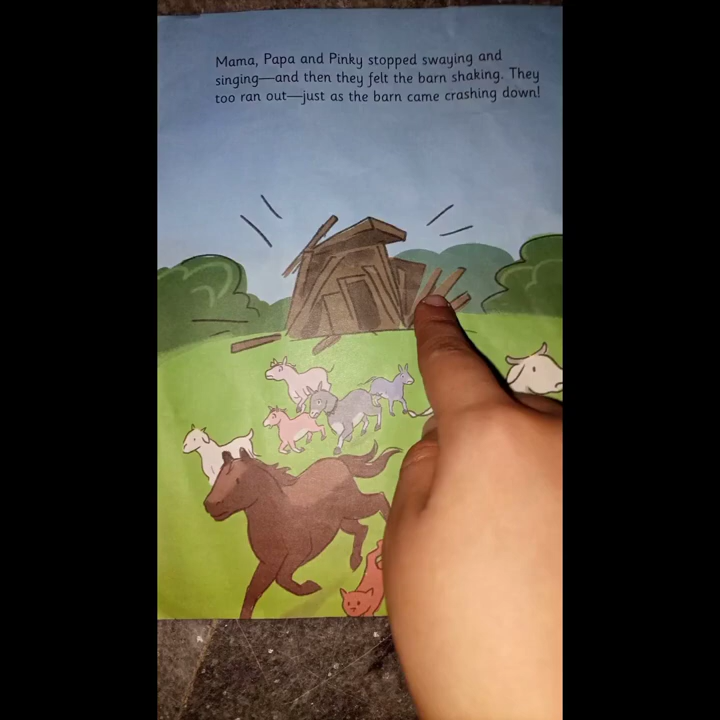 Mama, Papa and Pinky stopped swaying and
singing—and then they felt the barn shaking. They
too ran out—just as the barn came crashing down!